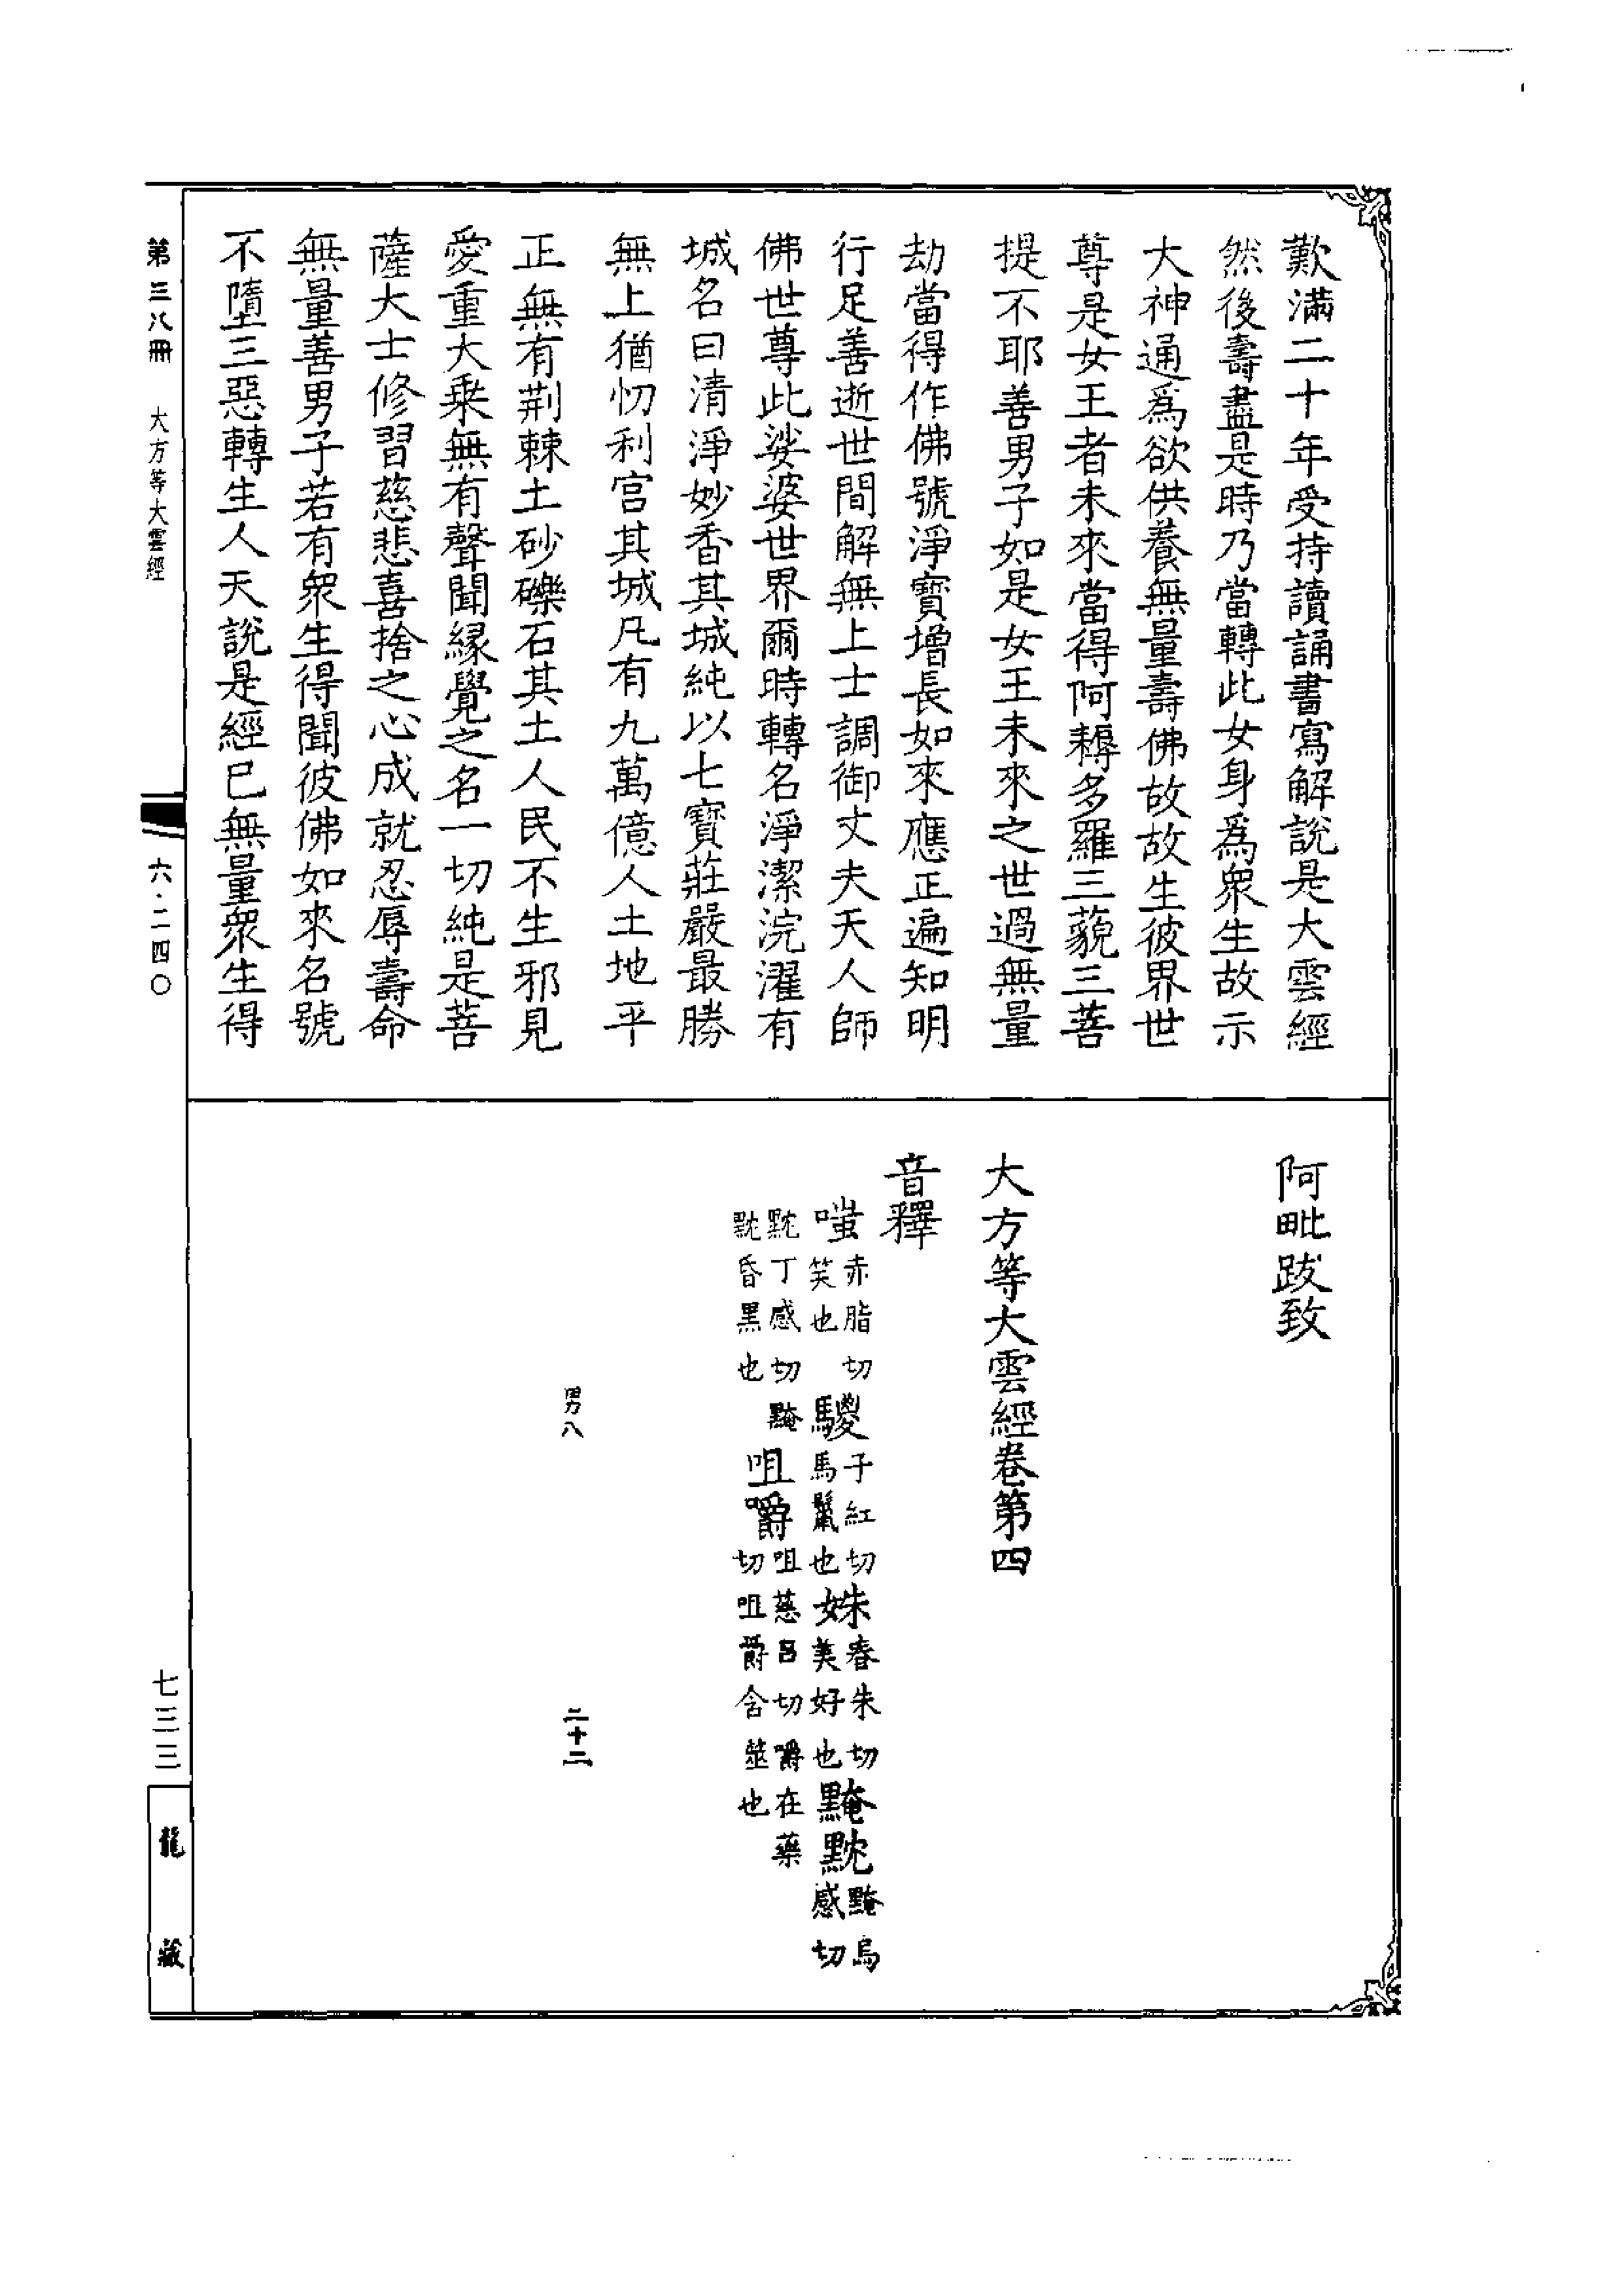 歎滿二十年受持讀誦書寫解說是大雲經
然後壽盡是時乃當轉此女身爲衆生故示
大神通爲欲供養無量壽佛故故生彼界世
尊是女王者未來當得阿耨多羅三藐三菩
提不耶善男子如是女王未來之世過無量
劫當得作佛號淨寶增長如來應正遍知明
行足善逝世間解無上士調御丈夫天人師
佛世尊此娑婆世界爾時轉名淨潔浣濯有
城名曰清淨妙香其城純以七寶莊嚴最勝
無上猶忉利宮其城凡有九萬億人土地平
正無有荆棘土砂礫石其土人民不生邪見
愛重大乗無有聲聞緣覺之名一切純是菩
薩大士修習慈悲喜捨之心成就忍辱壽命
無量善男子若有衆生得聞彼佛如來名號
不墮三惡轉生人天說是經已無量衆生得
阿毗跋致
大方等大雲經卷第四
音釋
嗤赤脂切笑也 騣子紅切馬鬣也 姝春朱切美好也 黤黕黤烏感切
黕丁感切黤黕昏黑也 咀嚼咀慈呂切嚼在藥切咀嚼含噬也
男八
二十二
第三八冊 大方等大雲經
六·二四〇
七三三
龍藏